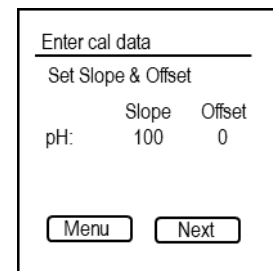 Enter cal data
Set Slope & Offset
Slope Offset
pH: 100 0
Menu Next